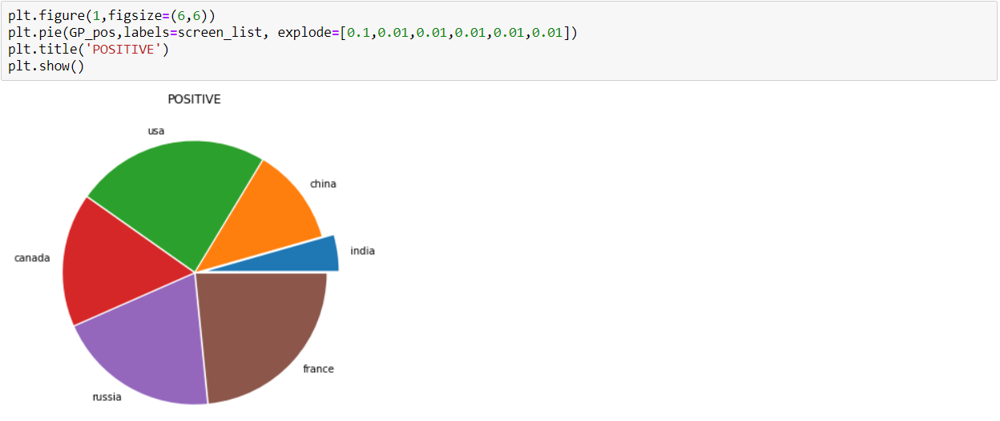 plt.figure(1,figsize=(6,6))
plt.pie(GP_pos,labels=screen_list, explode=[0.1,0.01,0.01,0.01,0.01,0.01])
plt.title('POSITIVE')
plt.show()
POSITIVE
usa
china
india
canada
france
russia